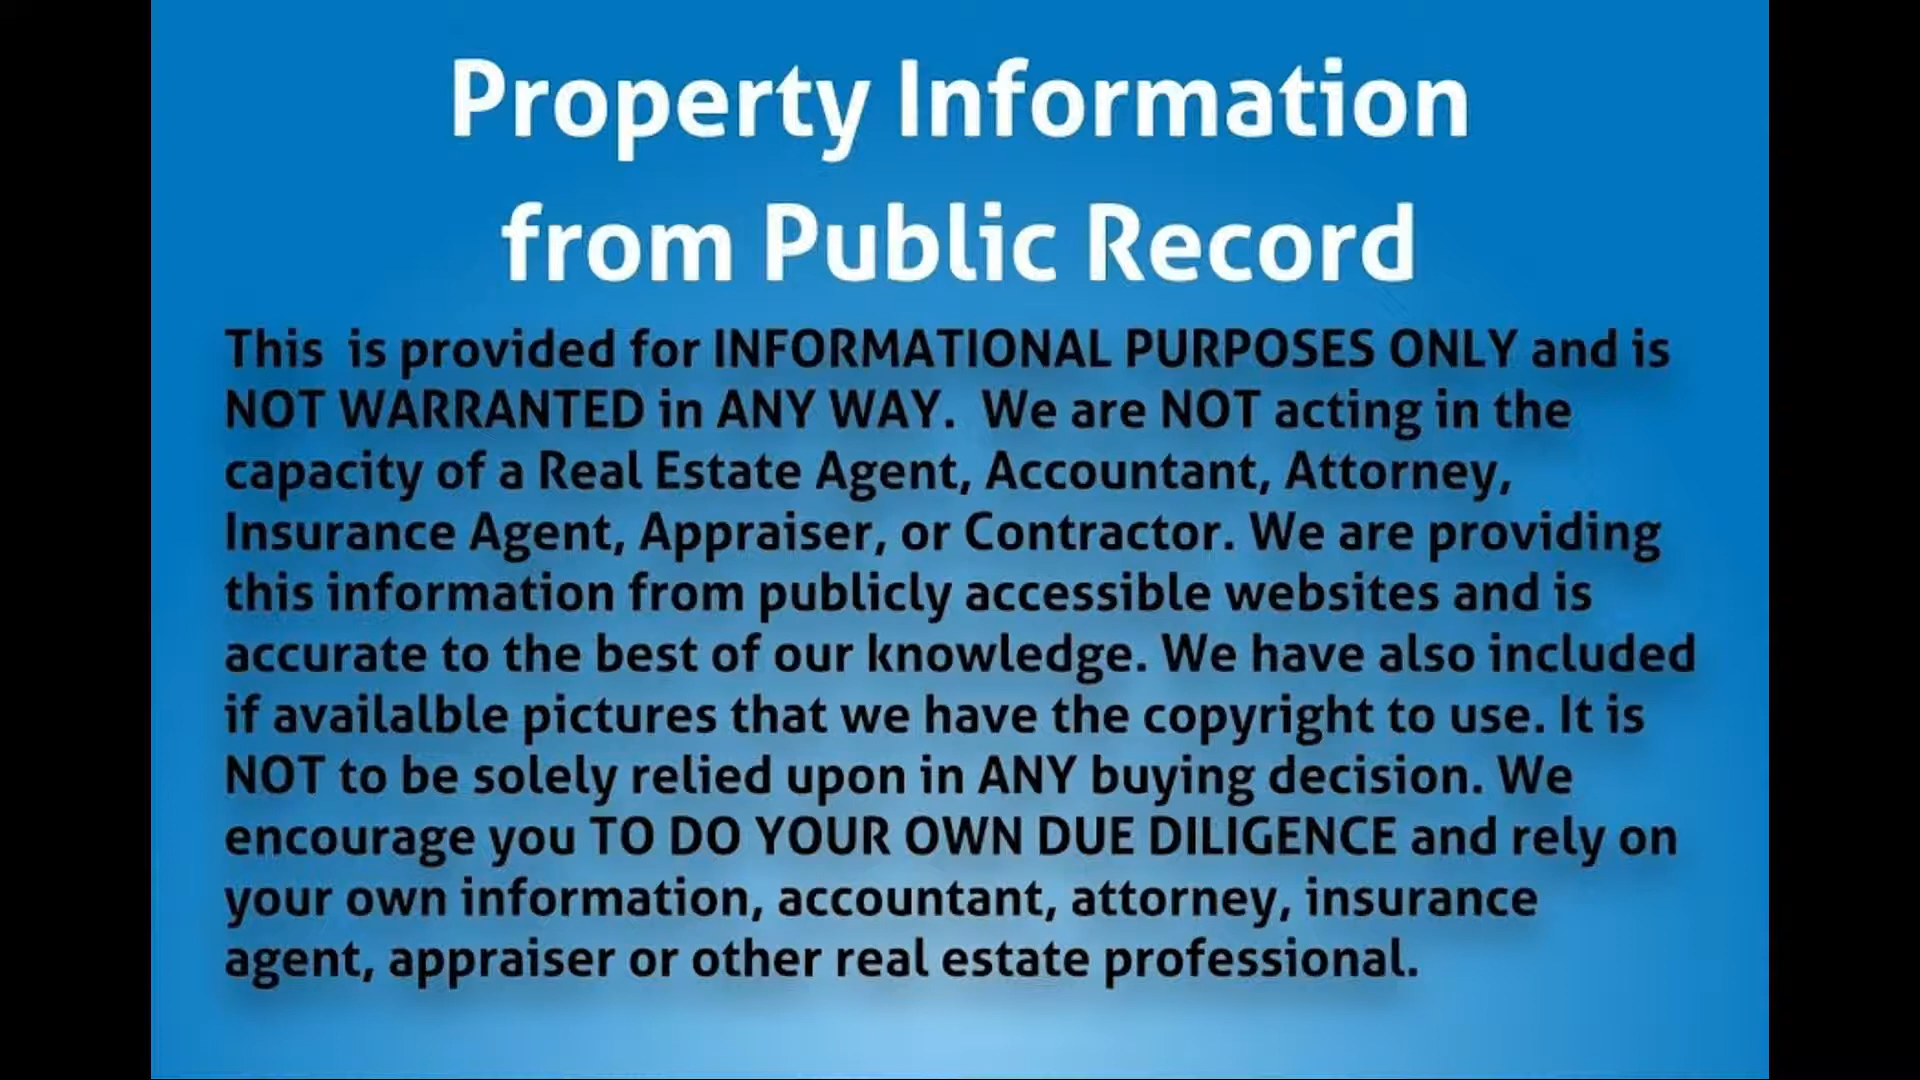 Property Information
from Public Record
This  is provided for INFORMATIONAL PURPOSES ONLY and is
NOT WARRANTED in ANY WAY.  We are NOT acting in the
capacity of a Real Estate Agent, Accountant, Attorney,
Insurance Agent, Appraiser, or Contractor. We are providing
this information from publicly accessible websites and is
accurate to the best of our knowledge. We have also included
if availalble pictures that we have the copyright to use. It is
NOT to be solely relied upon in ANY buying decision. We
encourage you TO DO YOUR OWN DUE DILIGENCE and rely on
your own information, accountant, attorney, insurance
agent, appraiser or other real estate professional.